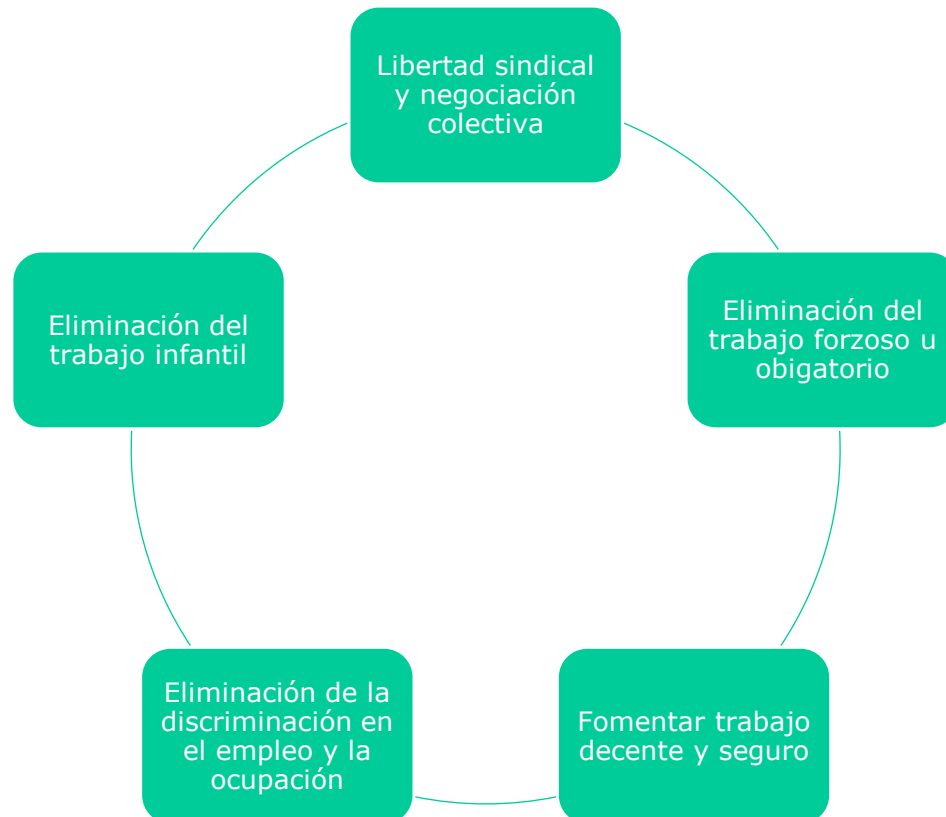 Libertad sindical
y negociación
colectiva
Eliminación del
trabajo infantil
Eliminación del
trabajo forzoso u
obigatorio
Eliminación de la
discriminación en
el empleo y la
ocupación
Fomentar trabajo
decente y seguro